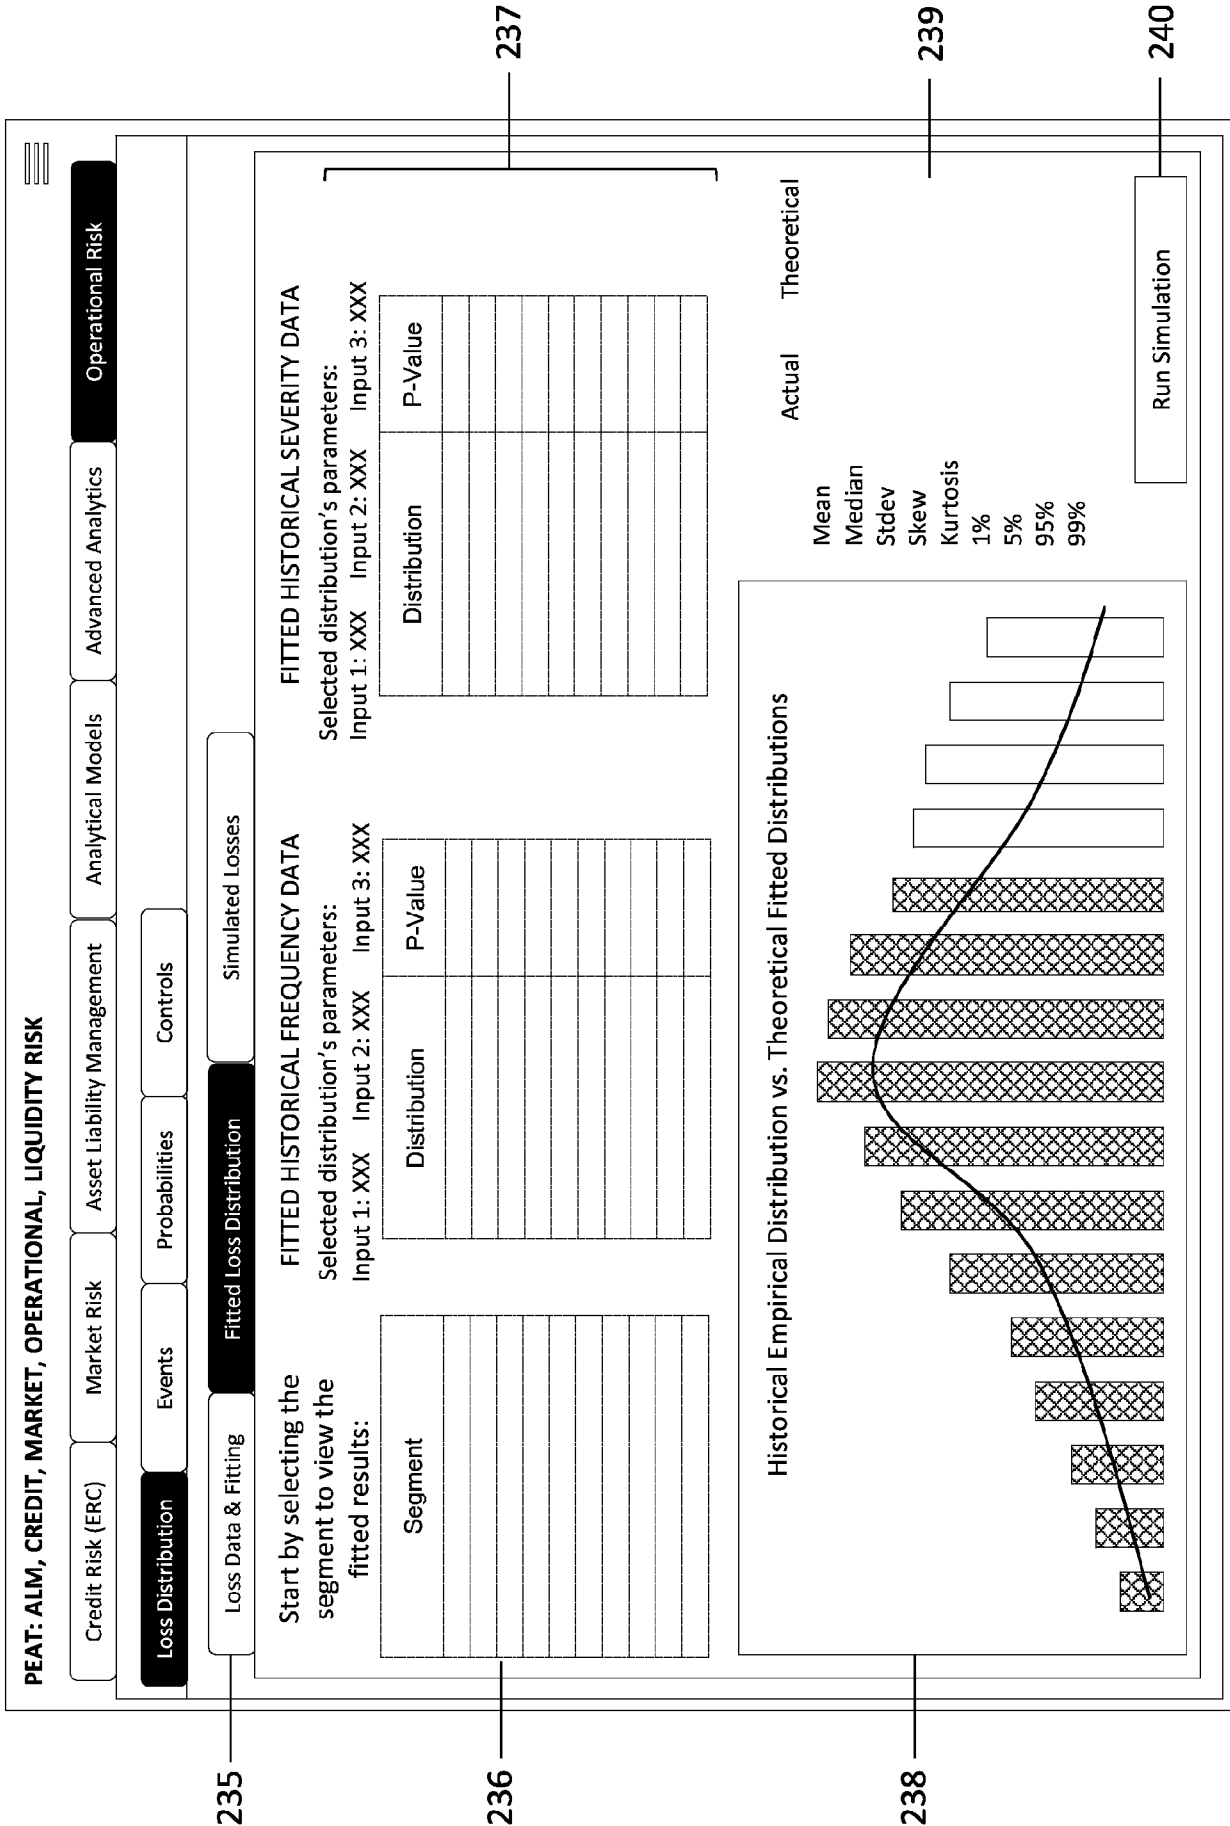 PEAT: ALM, CREDIT, MARKET, OPERATIONAL, LIQUIDITY RISK
Credit Risk (ERC)
Market Risk
Asset Liability Management
Analytical Models
Advanced Analytics
Operational Risk
Loss Distribution
Events
Probabilities
Controls
235
Loss Data & Fitting
Fitted Loss Distribution
Simulated Losses
Start by selecting the
segment to view the
fitted results:
Segment
236
FITTED HISTORICAL FREQUENCY DATA
Selected distribution's parameters:
Input 1: XXX Input 2: XXX Input 3: XXX
Distribution P-Value
FITTED HISTORICAL SEVERITY DATA
Selected distribution's parameters:
Input 1: XXX Input 2: XXX Input 3: XXX
Distribution P-Value
237
238
Historical Empirical Distribution vs. Theoretical Fitted Distributions
Actual Theoretical
Mean
Median
Stdev
Skew
Kurtosis
1%
5%
95%
99%
239
Run Simulation
240